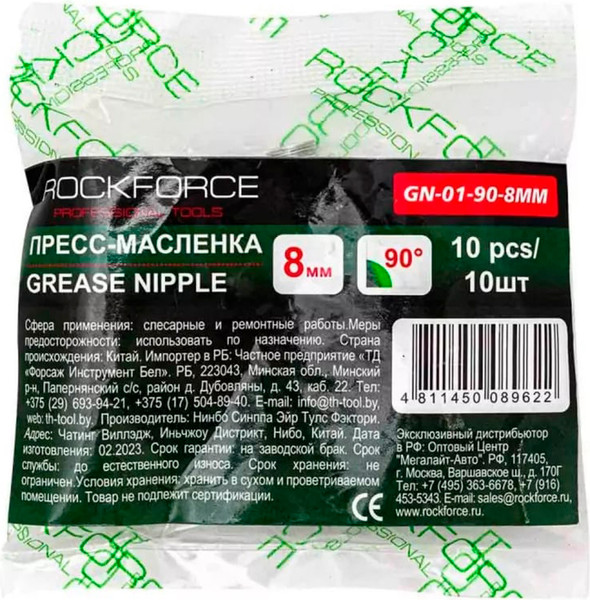 ROCKFORCE
PROFESSIONAL TOOLS
GN-01-90-8MM
ПРЕСС-МАСЛЕНКА
GREASE NIPPLE
8мм
90°
10 pcs/
10шт
Сфера применения: слесарные и ремонтные работы.Меры
предосторожности: использовать по назначению. Страна
происхождения: Китай. Импортер в РБ: Частное предприятие «ТД
«Форсаж Инструмент Бел». РБ, 223043, Минская обл., Минский
р-н, Папернянский с/с, район д. Дубовляны, д. 43, каб. 22. Тел:
+375 (29) 693-94-21, +375 (17) 504-89-40. E-mail: info@th-tool.by,
web: th-tool.by. Производитель: Нинбо Синппа Эйр Тулс Фэктори.
Адрес: Чатинг Виллэдж, Иньчжоу Дистрикт, Нибо, Китай. Дата
изготовления: 02.2023. Срок гарантии: на заводской брак. Срок
службы: до естественного износа. Срок хранения: не
ограничен.Условия хранения: хранить в сухом и проветриваемом
помещении. Товар не подлежит сертификации.
4 811450 089622
Эксклюзивный дистрибьютор
в РФ: Оптовый Центр
"Мегалайт-Авто". РФ, 117405,
г. Москва, Варшавское ш., д. 170Г
Тел? +7 (495) 363-6678, +7 (916)
453-5343. E-mail: sales@rockforce.ru,
www.rockforce.ru
CE